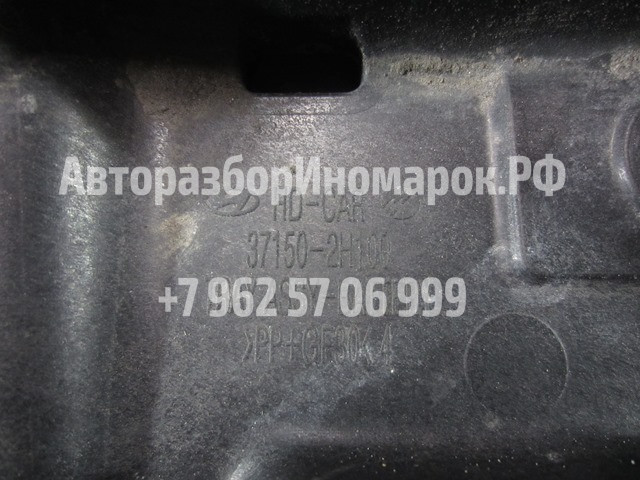 АвторазборИномарок.РФ
HD-CAR
37150-2H100
+7 962 57 06 999
>PP+GF30<4